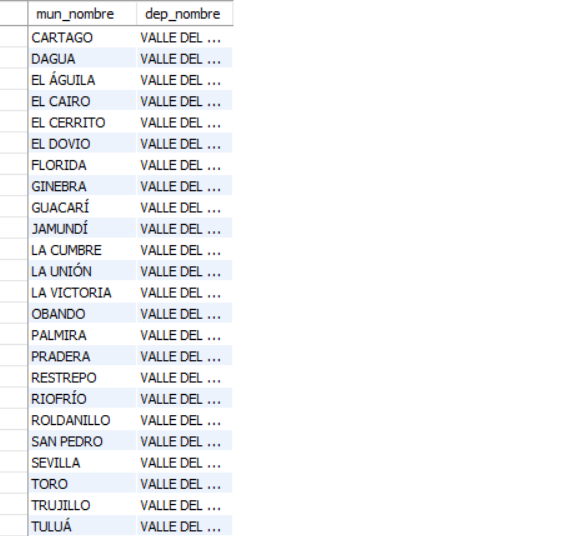 mun_nombre dep_nombre
CARTAGO VALLE DEL ...
DAGUA VALLE DEL ...
EL ÁGUILA VALLE DEL ...
EL CAIRO VALLE DEL ...
EL CERRITO VALLE DEL ...
EL DOVIO VALLE DEL ...
FLORIDA VALLE DEL ...
GINEBRA VALLE DEL ...
GUACARÍ VALLE DEL ...
JAMUNDÍ VALLE DEL ...
LA CUMBRE VALLE DEL ...
LA UNIÓN VALLE DEL ...
LA VICTORIA VALLE DEL ...
OBANDO VALLE DEL ...
PALMIRA VALLE DEL ...
PRADERA VALLE DEL ...
RESTREPO VALLE DEL ...
RIOFRÍO VALLE DEL ...
ROLDANILLO VALLE DEL ...
SAN PEDRO VALLE DEL ...
SEVILLA VALLE DEL ...
TORO VALLE DEL ...
TRUJILLO VALLE DEL ...
TULUÁ VALLE DEL ...